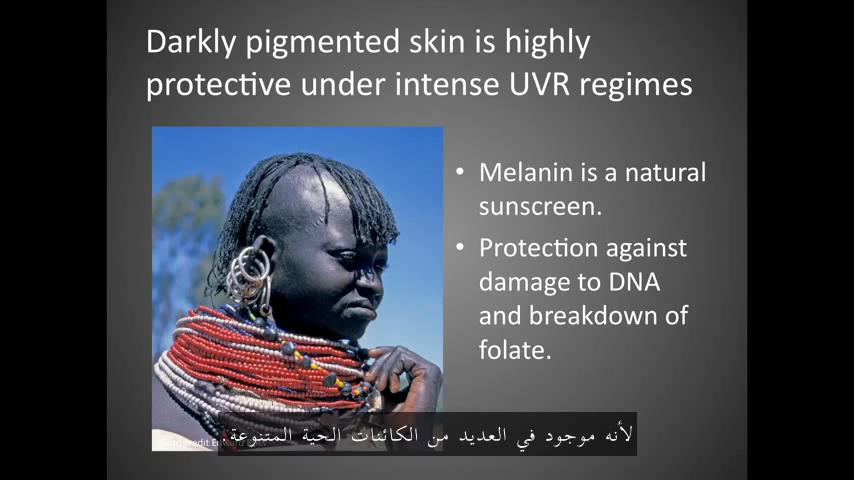 Darkly pigmented skin is highly
protective under intense UVR regimes
• Melanin is a natural
sunscreen.
• Protection against
damage to DNA
and breakdown of
folate.
لأنه موجود في العديد من الكائنات الحية المتنوعة.